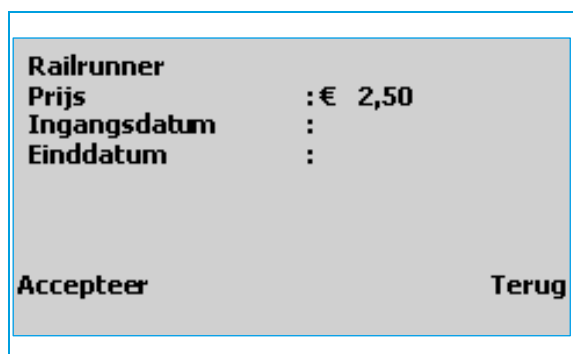 Railrunner
Prijs :€ 2,50
Ingangsdatum :
Einddatum :
Accepteer Terug